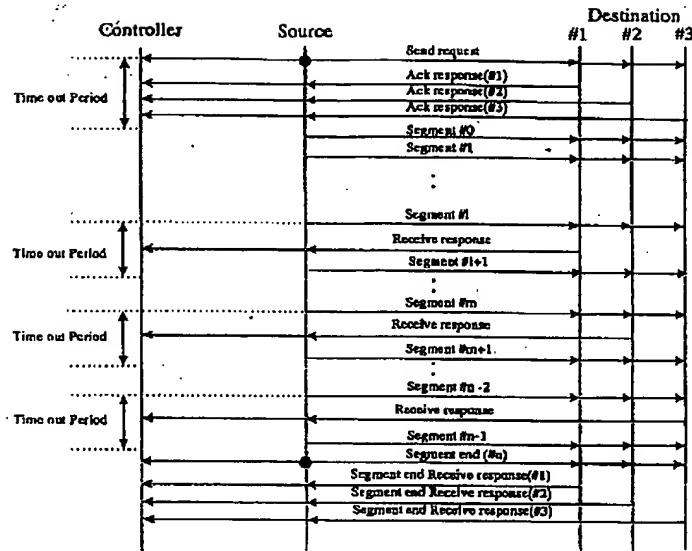 Destination
Controller Source #1 #2 #3
Send request
Ack response(#1)
Ack response(#2)
Time out Period
Ack response(#3)
Segment #0
Segment #1
Segment #i
Receive response
Time out Period
Segment #i+1
Segment #m
Receive response
Time out Period
Segment #m+1
Segment #n-2
Receive response
Time out Period
Segment #n-1
Segment end (#n)
Segment end Receive response(#1)
Segment end Receive response(#2)
Segment end Receive response(#3)